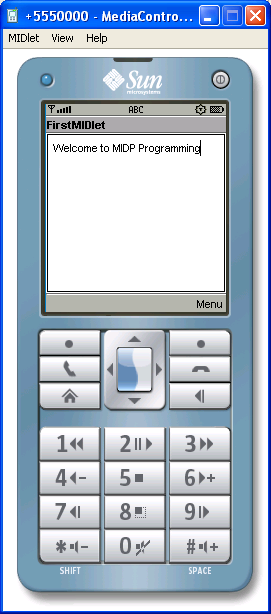 +5550000 - MediaContro...
MIDlet View Help
Sun
microsystems
ABC
FirstMIDlet
Welcome to MIDP Programming
Menu
1 2 3
4 - 5 6 +
7 8 9
* - 0 # +
SHIFT SPACE